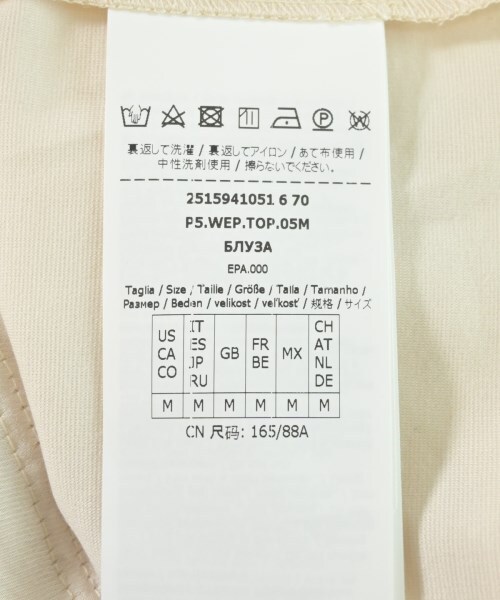 裏返して洗濯 / 裏返してアイロン / あて布使用 /
中性洗剤使用 / 擦らないでください。
2515941051 6 70
P5.WEP.TOP.05M
БЛУЗА
EPA.000
Taglia / Size / Taille / Größe / Talla / Tamanho /
Размер / Beden / velikost / veľkosť / 规格 / サイズ
US CA CO | IT ES JP RU | GB | FR BE | MX | CH AT NL DE
M | M | M | M | M | M
CN 尺码: 165/88A